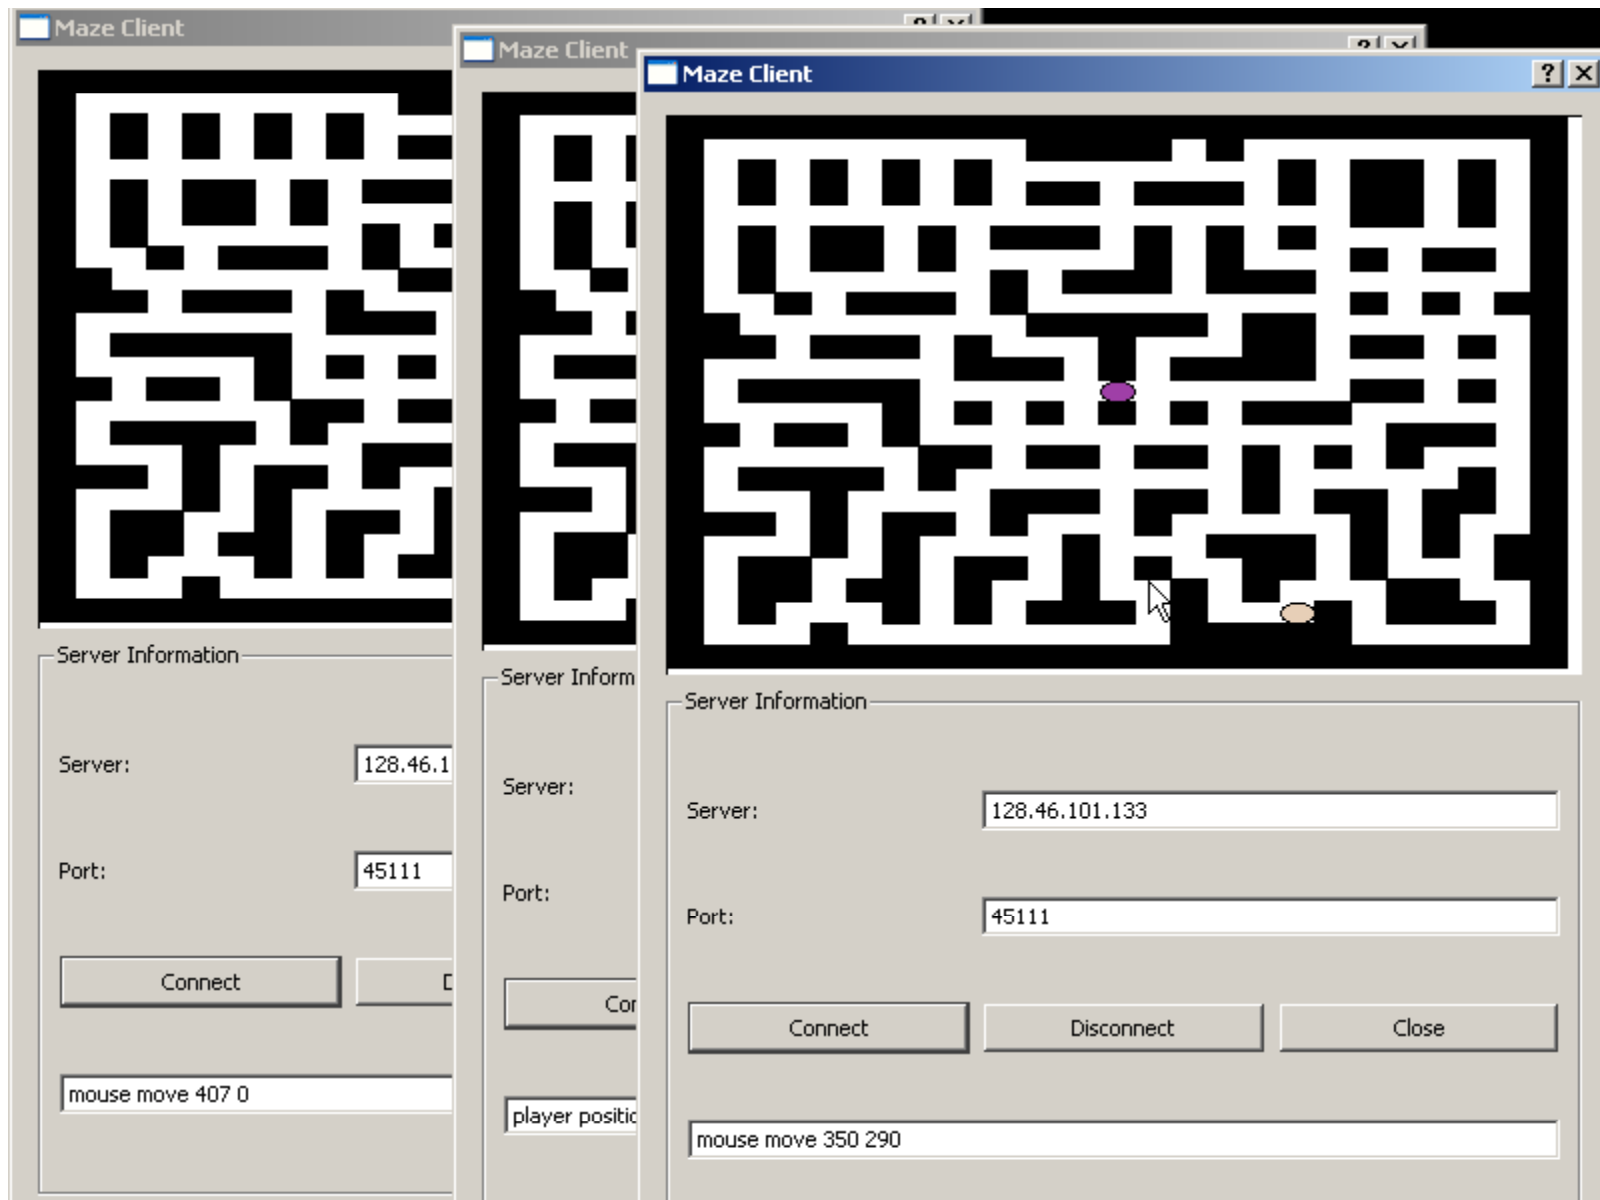 Maze Client
Server Information
Server:
128.46.1
Port:
45111
Connect
mouse move 407 0
Maze Client
Server Inform
Server:
Port:
Cor
player positic
Maze Client
?
Server Information
Server:
128.46.101.133
Port:
45111
Connect
Disconnect
Close
mouse move 350 290